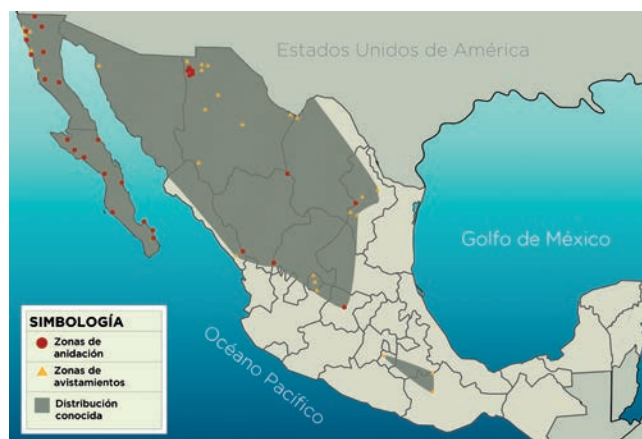 Estados Unidos de América
Golfo de México
Océano Pacífico
SIMBOLOGÍA
Zonas de
anidación
Zonas de
avistamientos
Distribución
conocida